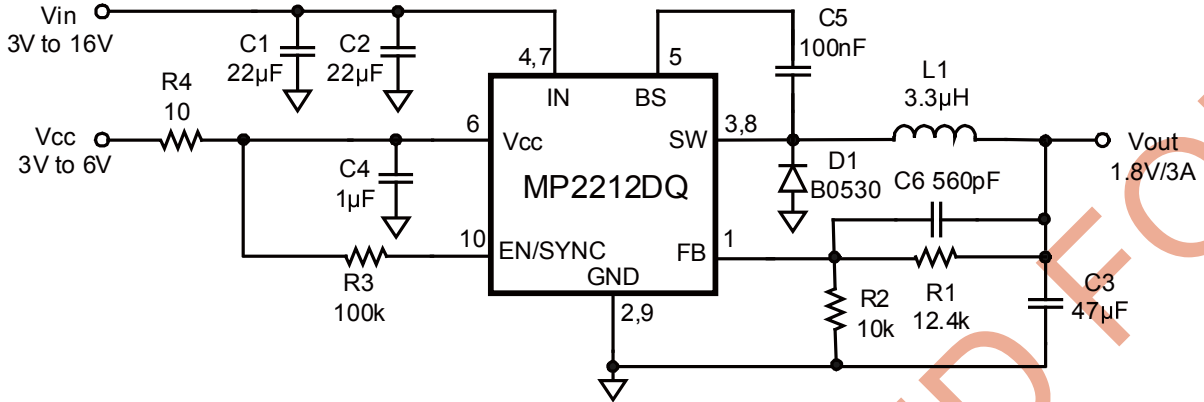 Vin
3V to 16V
C1
22µF
C2
22µF
4,7
IN
5
BS
C5
100nF
R4
10
Vcc
3V to 6V
6
Vcc
C4
1µF
3,8
SW
L1
3.3µH
Vout
1.8V/3A
D1
B0530
C6 560pF
MP2212DQ
10
EN/SYNC
R3
100k
1
FB
GND
2,9
R2
10k
R1
12.4k
C3
47µF
D FO